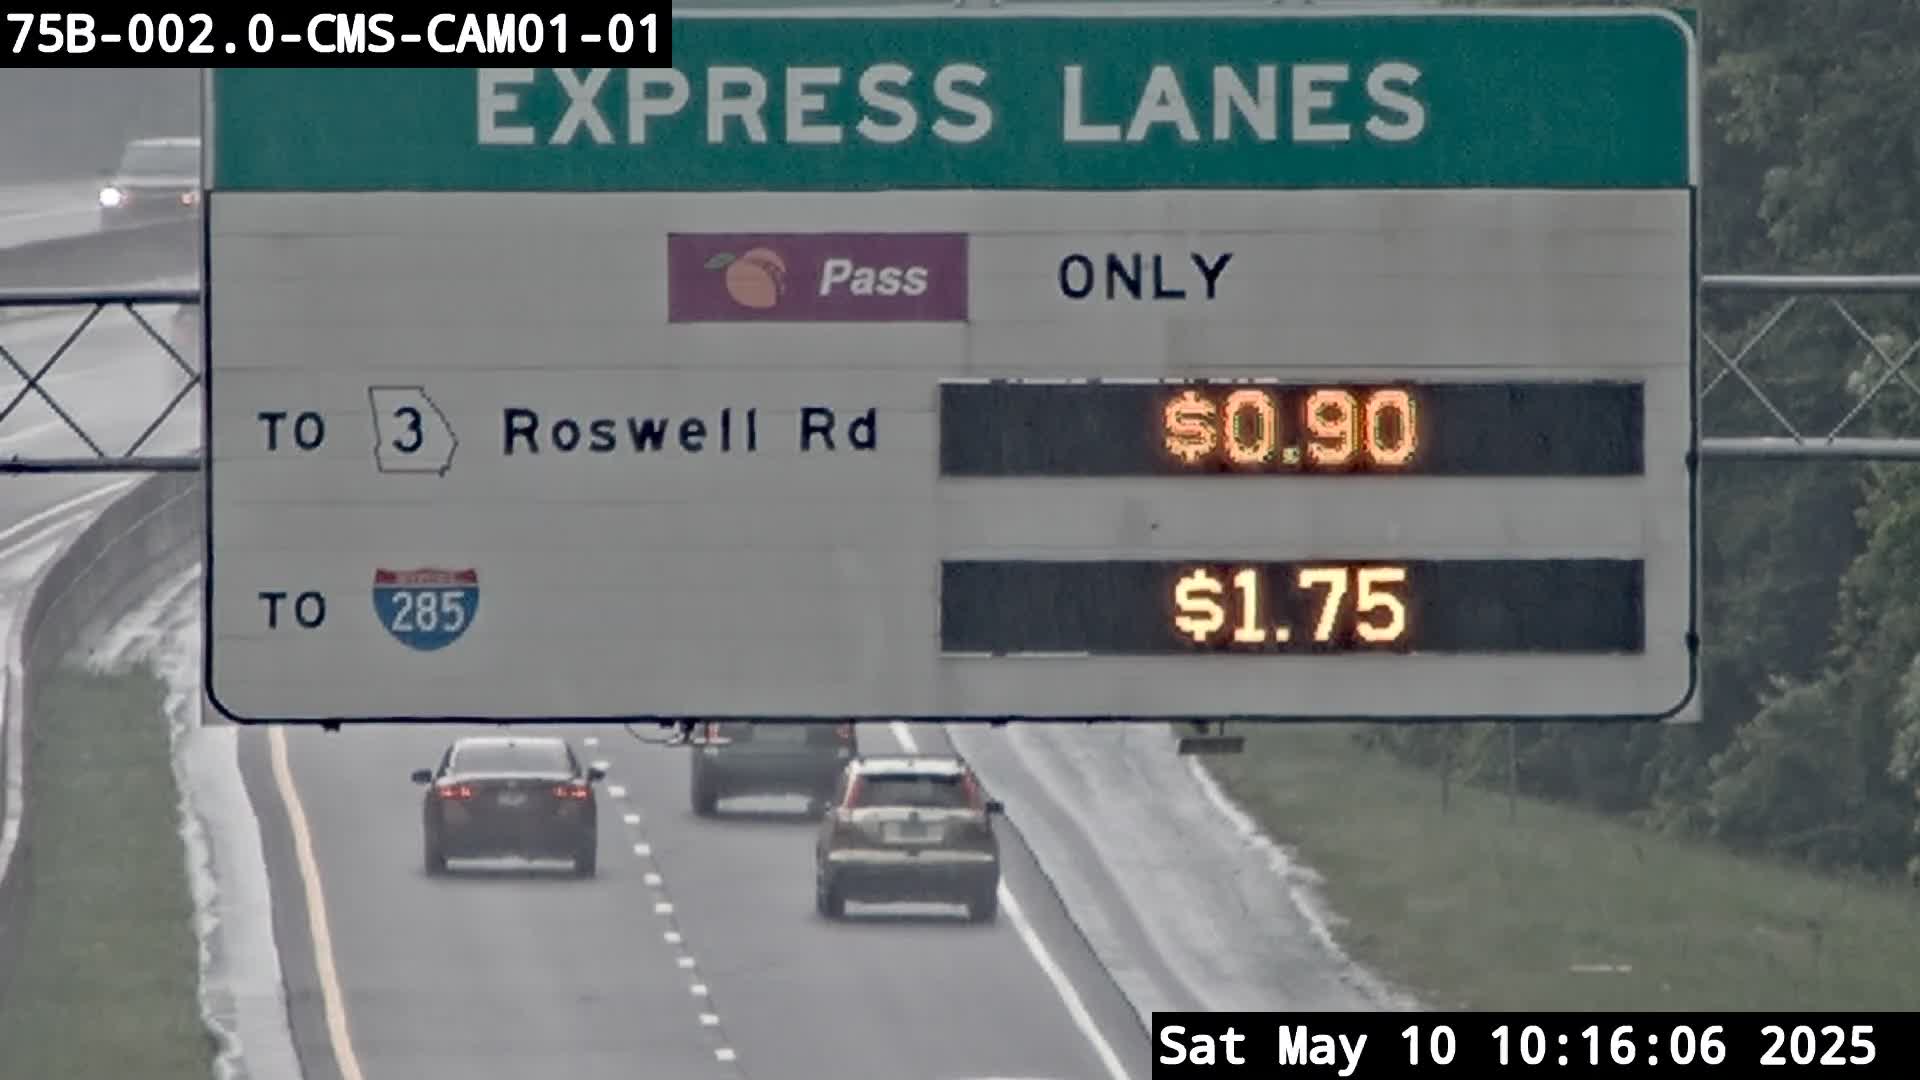 75B-002.0-CMS-CAM01-01
EXPRESS LANES
Pass ONLY
TO 3 Roswell Rd $0.90
TO 285 $1.75
Sat May 10 10:16:06 2025